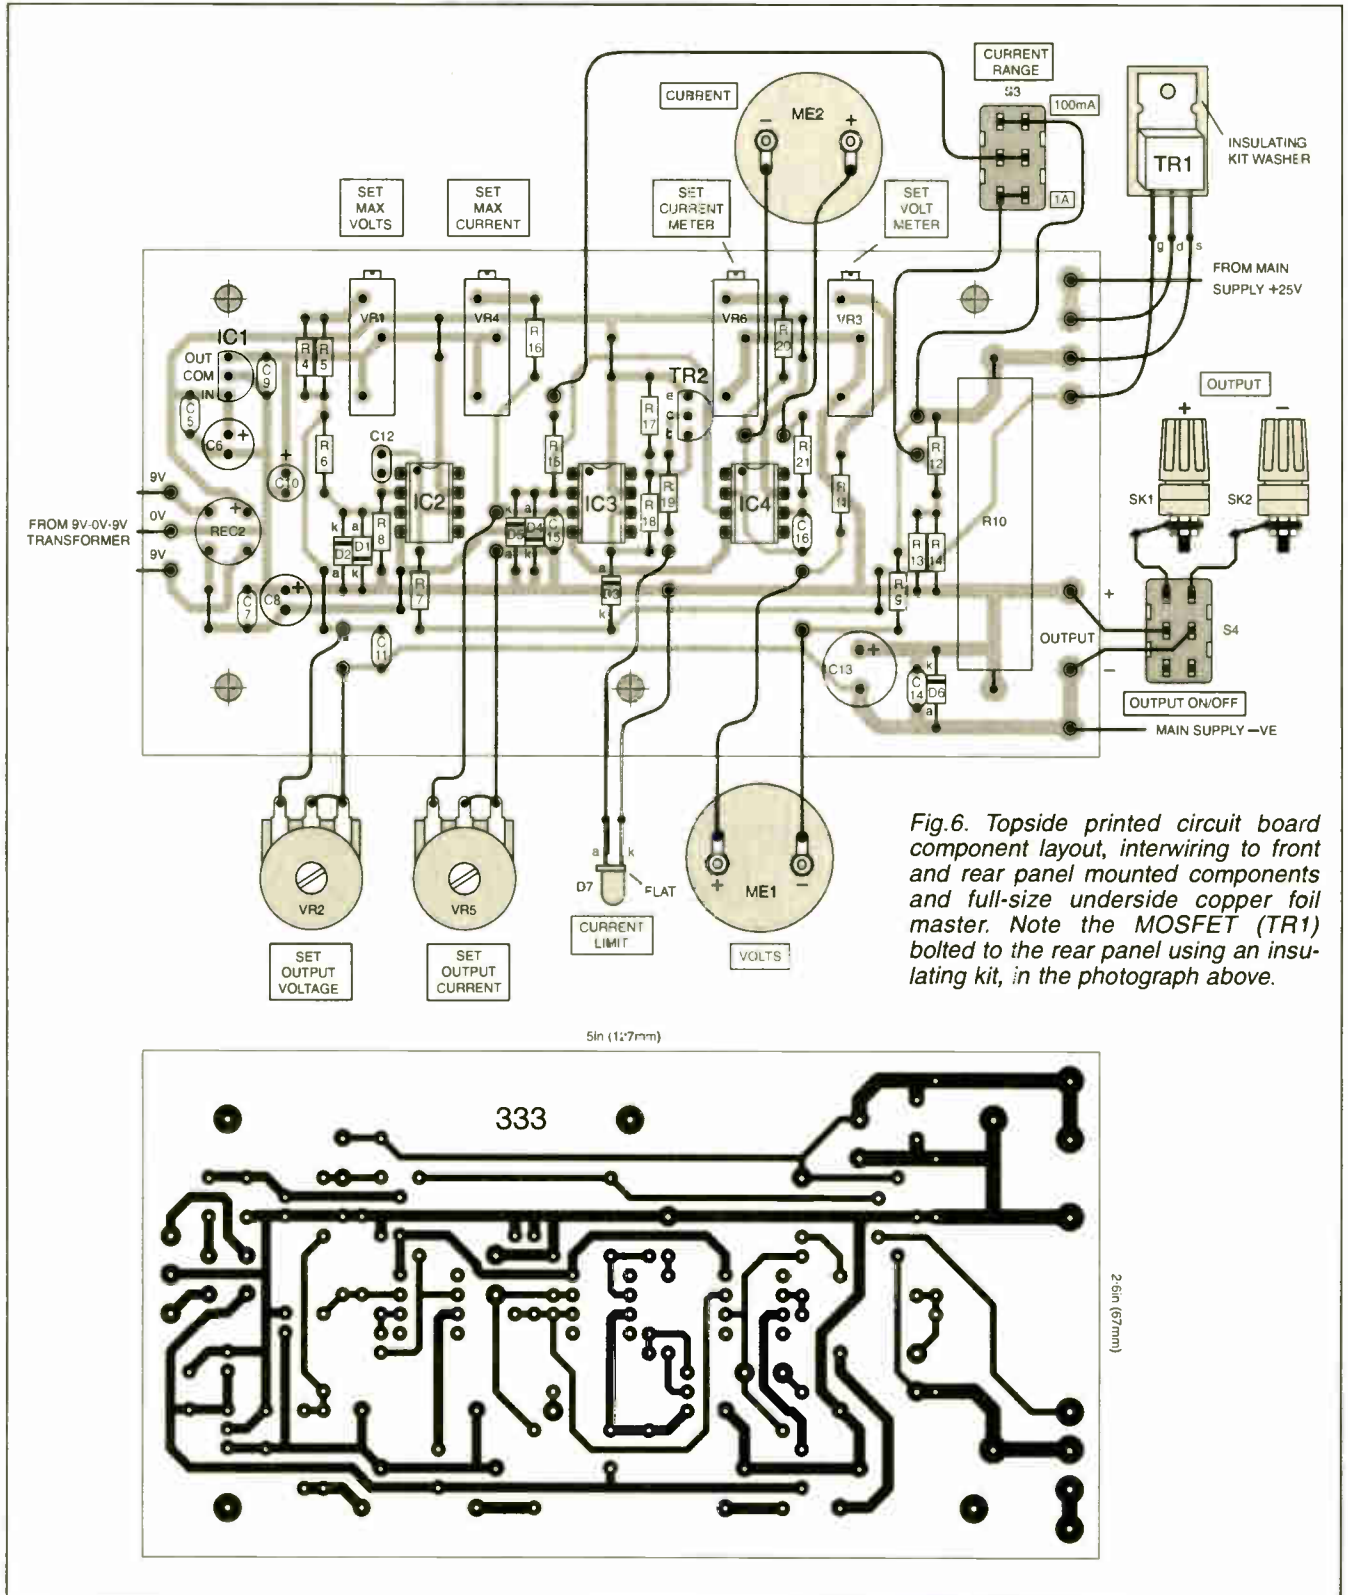 CURRENT
RANGE
S3
100mA
1A
CURRENT
ME2
−
+
INSULATING
KIT WASHER
TR1
g
d
s
SET
MAX
VOLTS
SET
MAX
CURRENT
SET
CURRENT
METER
SET
VOLT
METER
FROM MAIN
SUPPLY +25V
VR1
VR4
VR6
VR3
IC1
OUT
COM
IN
R4
R5
C9
C5
C6
+
R16
R20
TR2
e
c
b
R17
OUTPUT
+
−
SK1
SK2
R6
C12
C10
+
R15
R21
R11
R12
9V
0V
9V
FROM 9V-0V-9V
TRANSFORMER
REC2
+
IC2
IC3
IC4
R18
R19
R10
k
a
D2
D1
a
k
R8
k
a
D5
D4
a
k
C15
C16
R13
R14
C7
C8
+
R7
a
D3
k
R9
+
OUTPUT
−
S4
C11
C13
+
C14
k
D6
a
OUTPUT ON/OFF
MAIN SUPPLY −VE
VR2
VR5
a
k
D7
FLAT
+
−
ME1
SET
OUTPUT
VOLTAGE
SET
OUTPUT
CURRENT
CURRENT
LIMIT
VOLTS
Fig.6. Topside printed circuit board
component layout, interwiring to front
and rear panel mounted components
and full-size underside copper foil
master. Note the MOSFET (TR1)
bolted to the rear panel using an insu-
lating kit, in the photograph above.
5in (127mm)
333
2·6in (67mm)